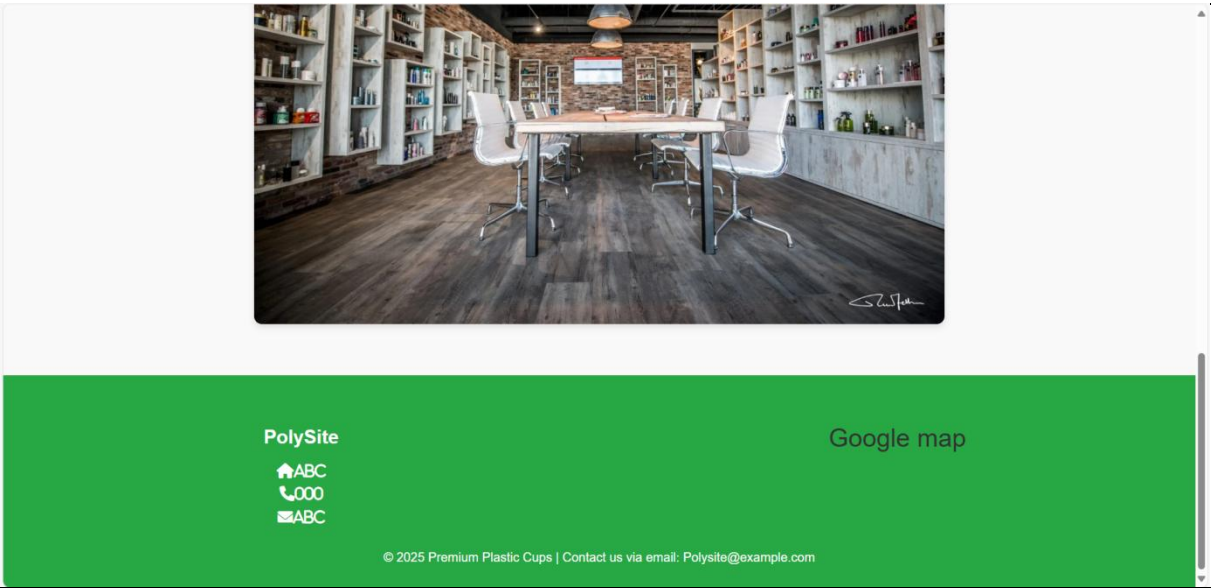 PolySite
ABC
000
ABC
Google map
© 2025 Premium Plastic Cups | Contact us via email: Polysite@example.com